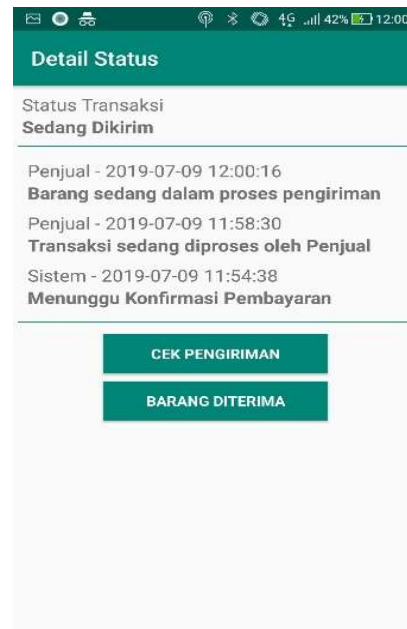 4G 42% 12:00
Detail Status
Status Transaksi
Sedang Dikirim
Penjual - 2019-07-09 12:00:16
Barang sedang dalam proses pengiriman
Penjual - 2019-07-09 11:58:30
Transaksi sedang diproses oleh Penjual
Sistem - 2019-07-09 11:54:38
Menunggu Konfirmasi Pembayaran
CEK PENGIRIMAN
BARANG DITERIMA